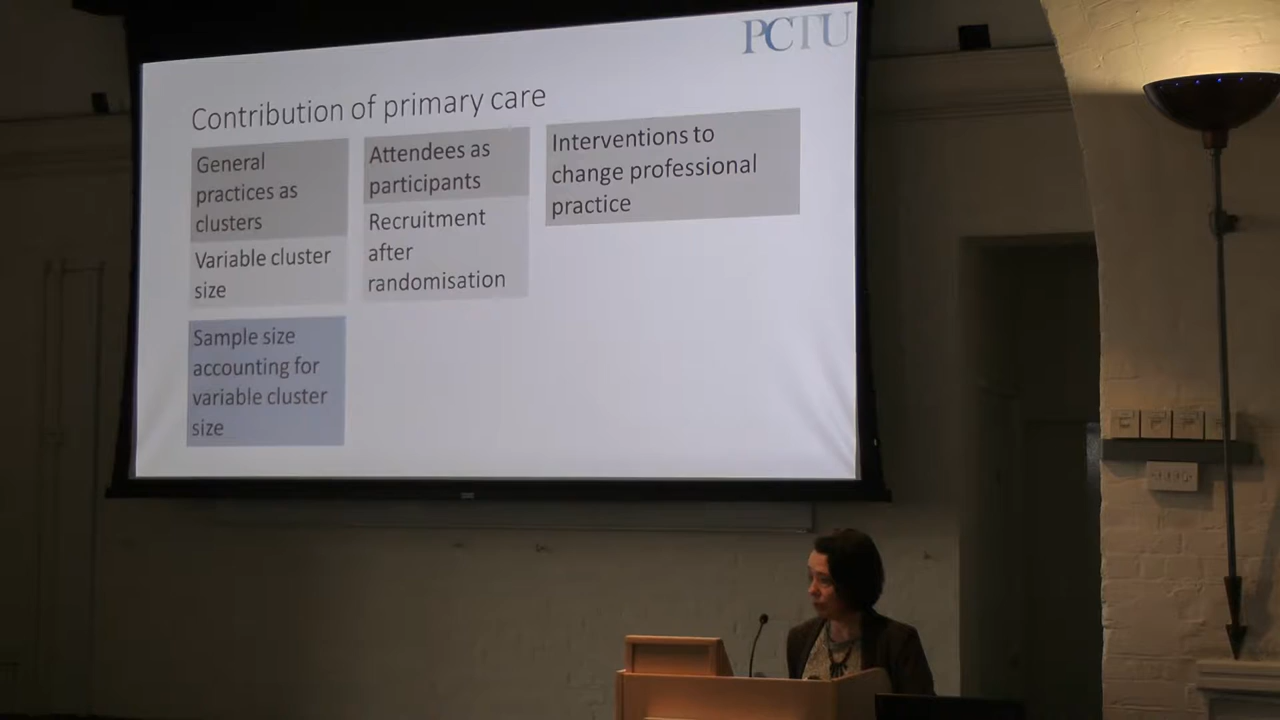 PCTU
Contribution of primary care
General
practices as
clusters
Variable cluster
size
Sample size
accounting for
variable cluster
size
Attendees as
participants
Recruitment
after
randomisation
Interventions to
change professional
practice